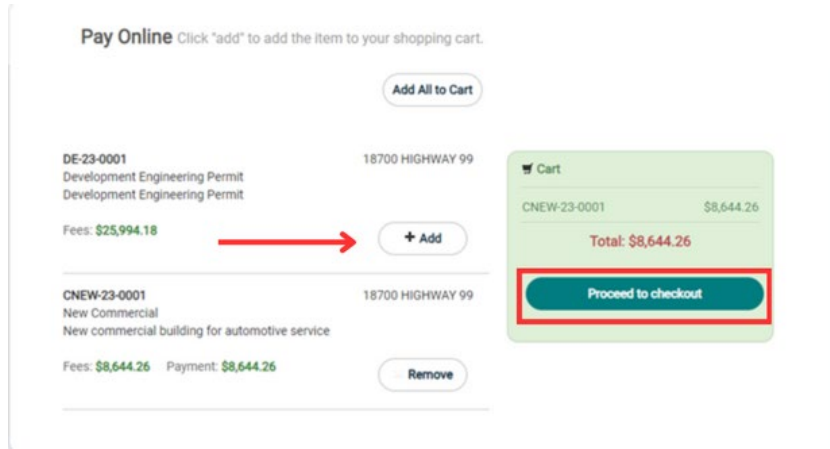 Pay Online Click "add" to add the item to your shopping cart.
Add All to Cart
DE-23-0001 18700 HIGHWAY 99
Development Engineering Permit
Development Engineering Permit
Fees: $25,994.18
+ Add
CNEW-23-0001 18700 HIGHWAY 99
New Commercial
New commercial building for automotive service
Fees: $8,644.26 Payment: $8,644.26
Remove
Cart
CNEW-23-0001 $8,644.26
Total: $8,644.26
Proceed to checkout